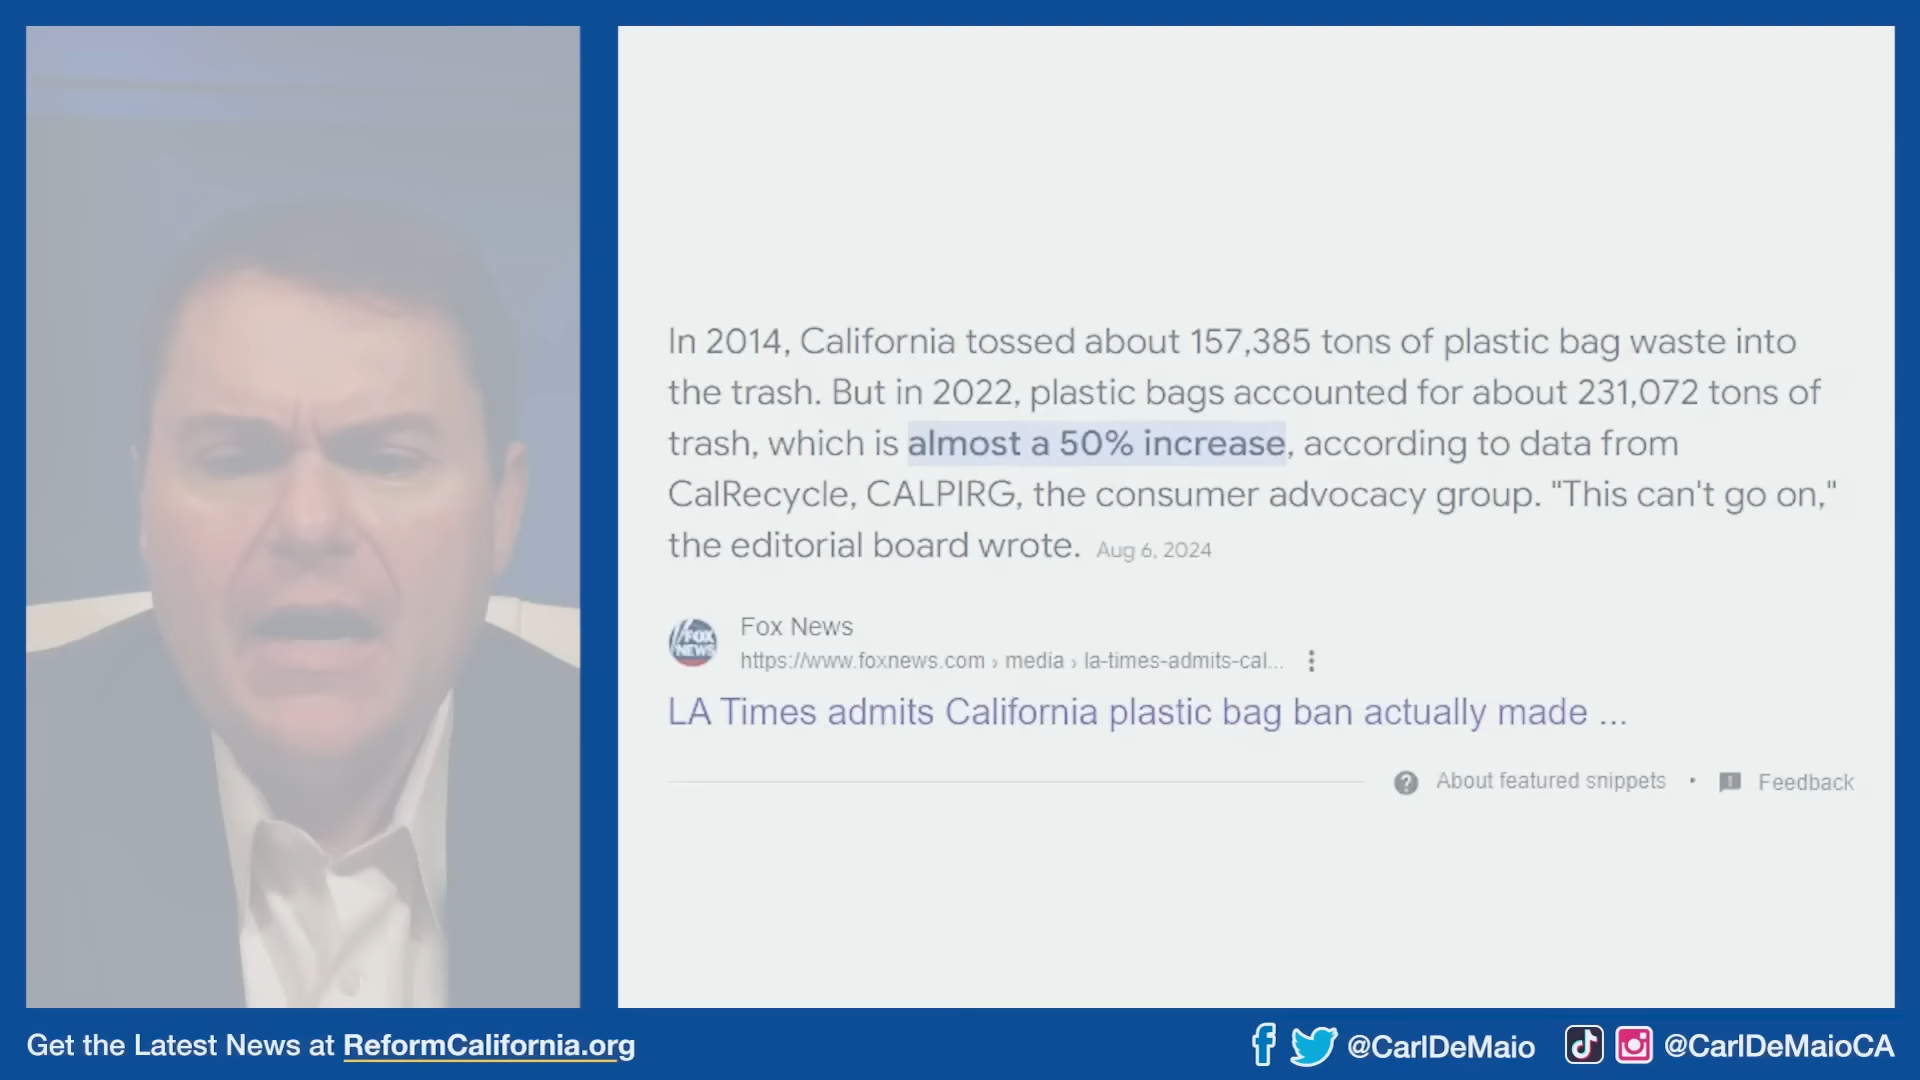 In 2014, California tossed about 157,385 tons of plastic bag waste into
the trash. But in 2022, plastic bags accounted for about 231,072 tons of
trash, which is almost a 50% increase, according to data from
CalRecycle, CALPIRG, the consumer advocacy group. "This can't go on,"
the editorial board wrote. Aug 6, 2024
FOX NEWS
Fox News
https://www.foxnews.com › media › la-times-admits-cal...
LA Times admits California plastic bag ban actually made ...
About featured snippets • Feedback
Get the Latest News at ReformCalifornia.org
@CarlDeMaio
@CarlDeMaioCA